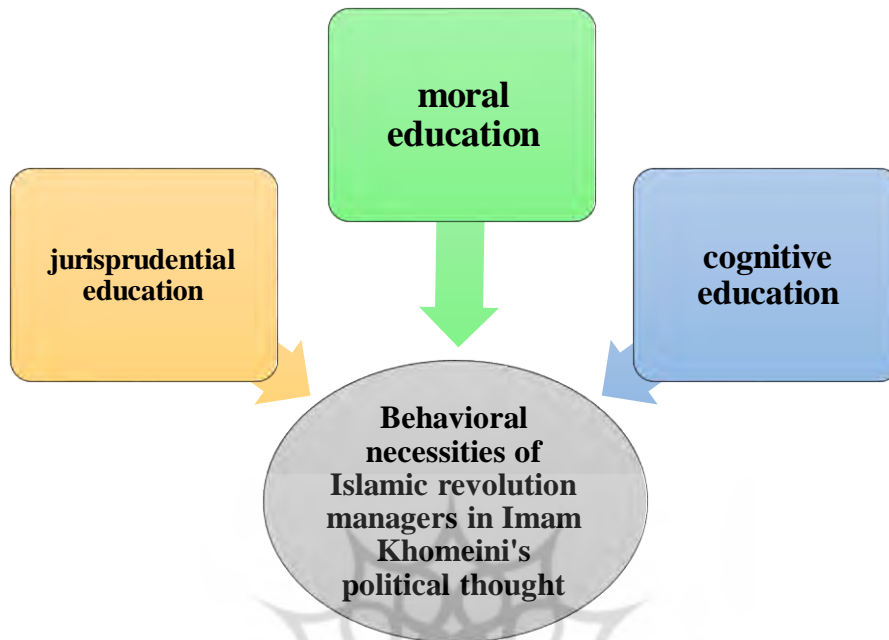 moral
education
jurisprudential
education
cognitive
education
Behavioral
necessities of
Islamic revolution
managers in Imam
Khomeini's
political thought